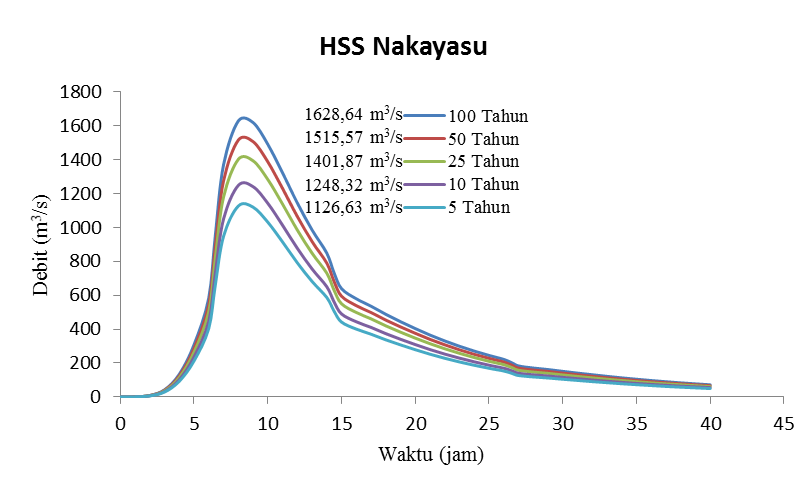 HSS Nakayasu
1800
1600
1400
1200
1000
800
600
400
200
0
Debit (m³/s)
1628,64 m³/s 100 Tahun
1515,57 m³/s 50 Tahun
1401,87 m³/s 25 Tahun
1248,32 m³/s 10 Tahun
1126,63 m³/s 5 Tahun
0 5 10 15 20 25 30 35 40 45
Waktu (jam)